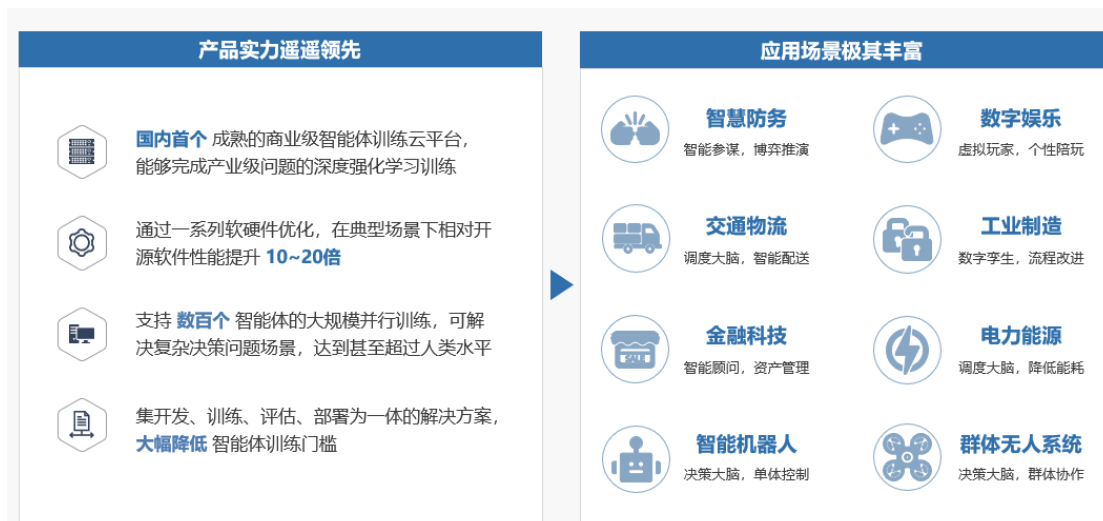 产品实力遥遥领先
国内首个 成熟的商业级智能体训练云平台，
能够完成产业级问题的深度强化学习训练
通过一系列软硬件优化，在典型场景下相对开
源软件性能提升 10~20倍
支持 数百个 智能体的大规模并行训练，可解
决复杂决策问题场景，达到甚至超过人类水平
集开发、训练、评估、部署为一体的解决方案，
大幅降低 智能体训练门槛
应用场景极其丰富
智慧防务
智能参谋，博弈推演
数字娱乐
虚拟玩家，个性陪玩
交通物流
调度大脑，智能配送
工业制造
数字孪生，流程改进
SALE
金融科技
智能顾问，资产管理
电力能源
调度大脑，降低能耗
智能机器人
决策大脑，单体控制
群体无人系统
决策大脑，群体协作